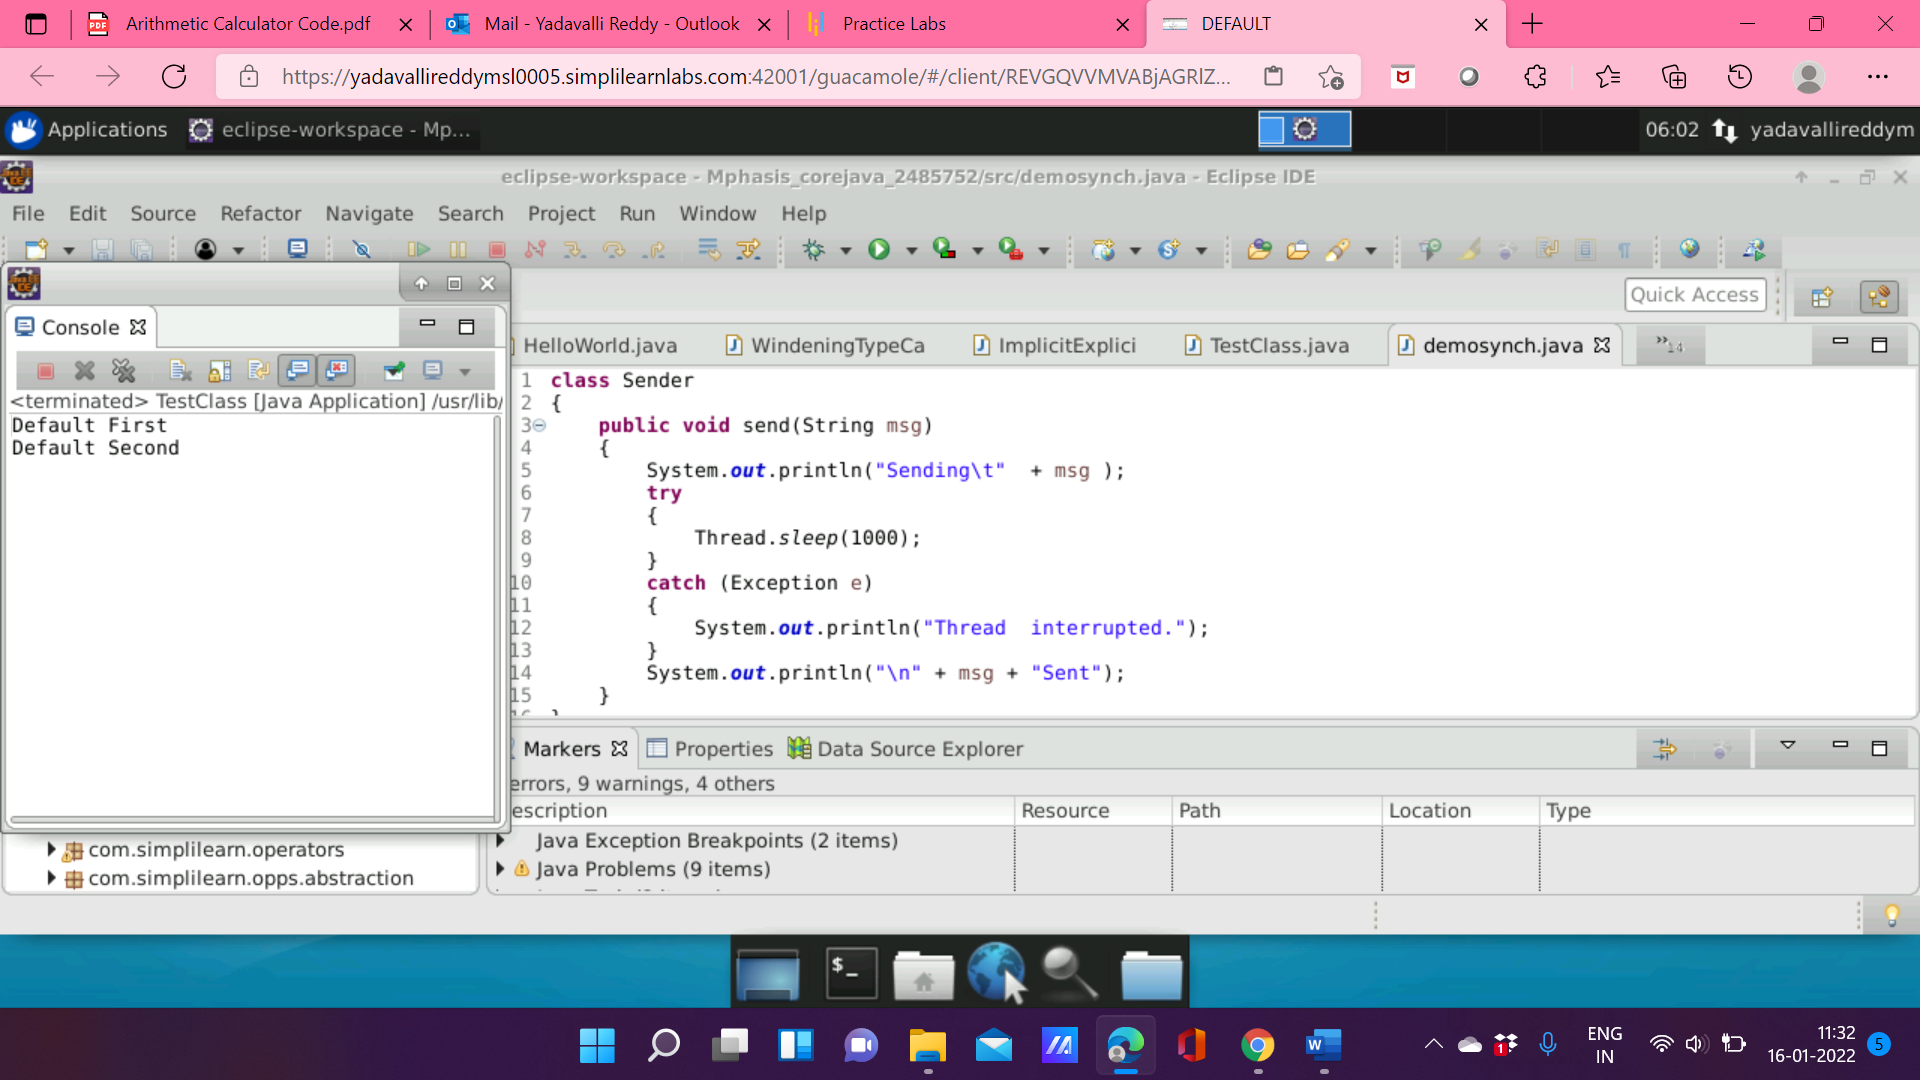 Arithmetic Calculator Code.pdf
Mail - Yadavalli Reddy - Outlook
Practice Labs
DEFAULT
https://yadavallireddymsl0005.simplilearnlabs.com:42001/guacamole/#/client/REVGQVVMVABjAGRlZ...
Applications
eclipse-workspace - Mp...
06:02
yadavallireddym
eclipse-workspace - Mphasis_corejava_2485752/src/demosynch.java - Eclipse IDE
File Edit Source Refactor Navigate Search Project Run Window Help
Quick Access
Console
<terminated> TestClass [Java Application] /usr/lib/
Default First
Default Second
HelloWorld.java
WindeningTypeCa
ImplicitExplici
TestClass.java
demosynch.java
»14
1 class Sender
2 {
3 public void send(String msg)
4 {
5 System.out.println("Sending\t" + msg );
6 try
7 {
8 Thread.sleep(1000);
9 }
10 catch (Exception e)
11 {
12 System.out.println("Thread interrupted.");
13 }
14 System.out.println("\n" + msg + "Sent");
15 }
Markers
Properties
Data Source Explorer
errors, 9 warnings, 4 others
escription Resource Path Location Type
Java Exception Breakpoints (2 items)
Java Problems (9 items)
com.simplilearn.operators
com.simplilearn.opps.abstraction
ENG
IN
11:32
16-01-2022
5